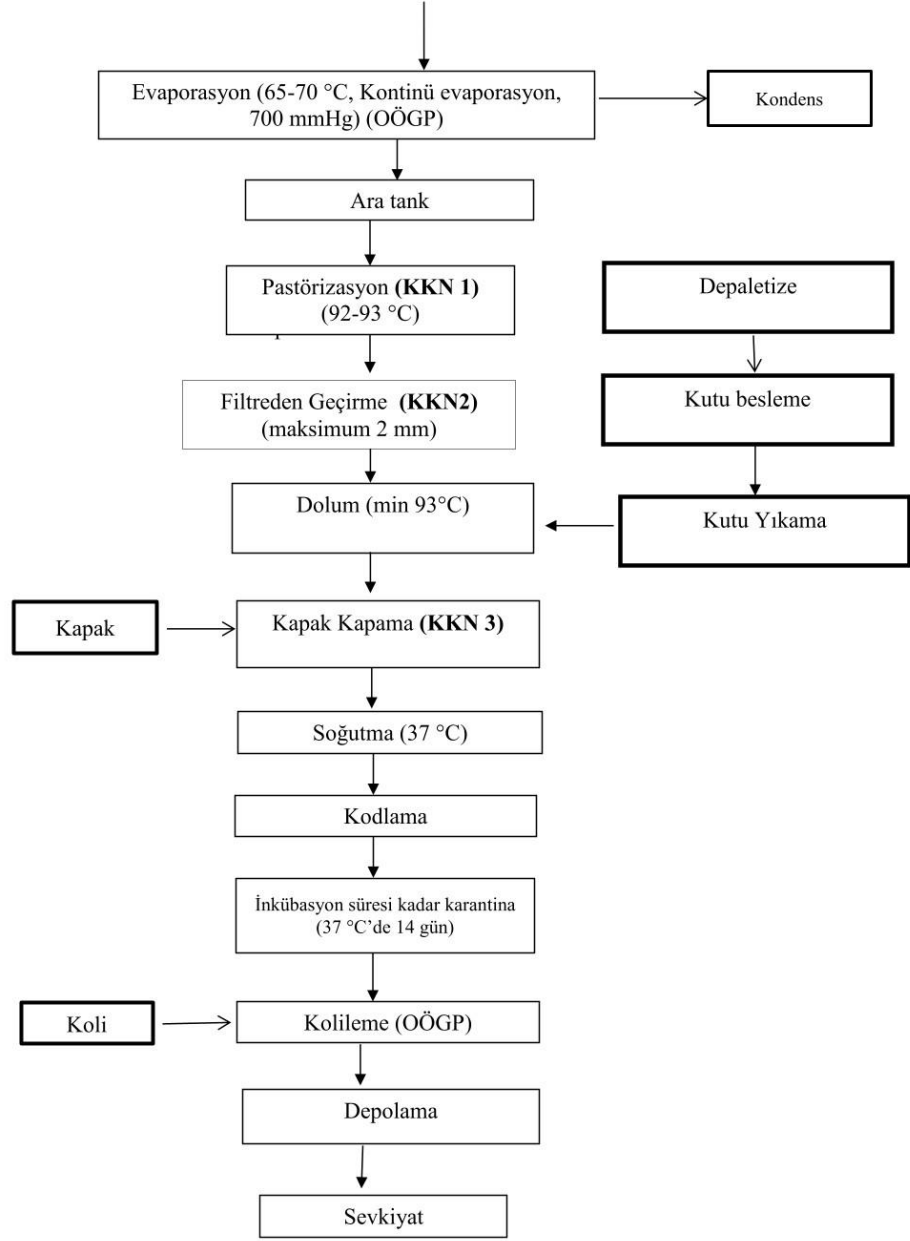 Evaporasyon (65-70 °C, Kontinü evaporasyon,
700 mmHg) (OÖGP)
Kondens
Ara tank
Pastörizasyon (KKN 1)
(92-93 °C)
Depaletize
Filtreden Geçirme (KKN2)
(maksimum 2 mm)
Kutu besleme
Dolum (min 93°C)
Kutu Yıkama
Kapak
Kapak Kapama (KKN 3)
Soğutma (37 °C)
Kodlama
İnkübasyon süresi kadar karantina
(37 °C’de 14 gün)
Koli
Kolileme (OÖGP)
Depolama
Sevkiyat